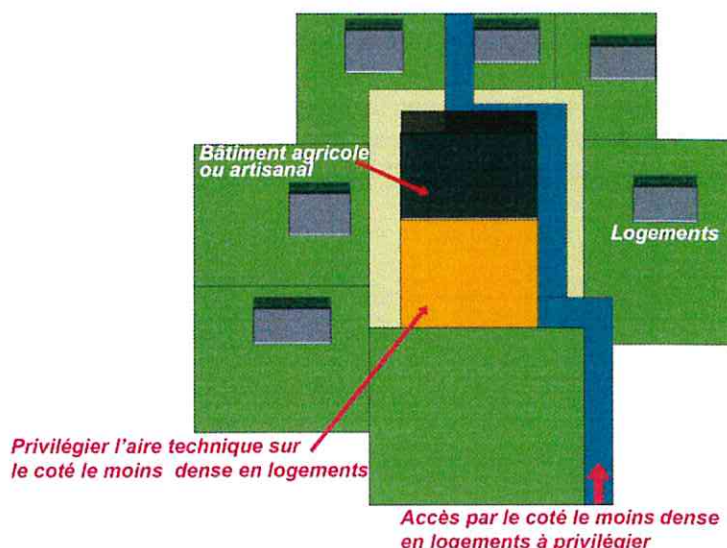 Bâtiment agricole
ou artisanal
Logements
Privilégier l'aire technique sur
le coté le moins dense en logements
Accès par le coté le moins dense
en logements à privilégier